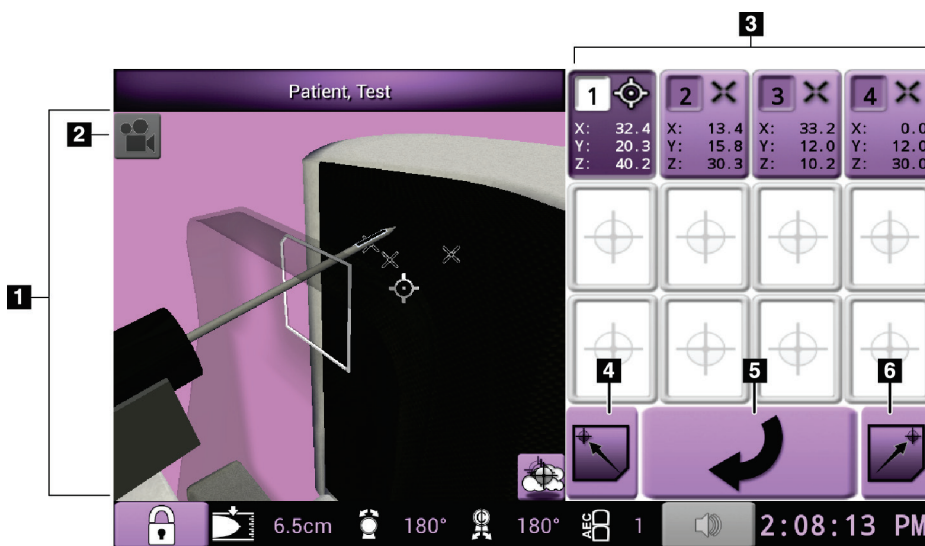 3
Patient, Test
1 2 3 4
X: 32.4 X: 13.4 X: 33.2 X: 0.0
Y: 20.3 Y: 15.8 Y: 12.0 Y: 12.0
Z: 40.2 Z: 30.3 Z: 10.2 Z: 30.0
2
1
4 5 6
6.5cm 180° C 180° AEC 1 2:08:13 PM